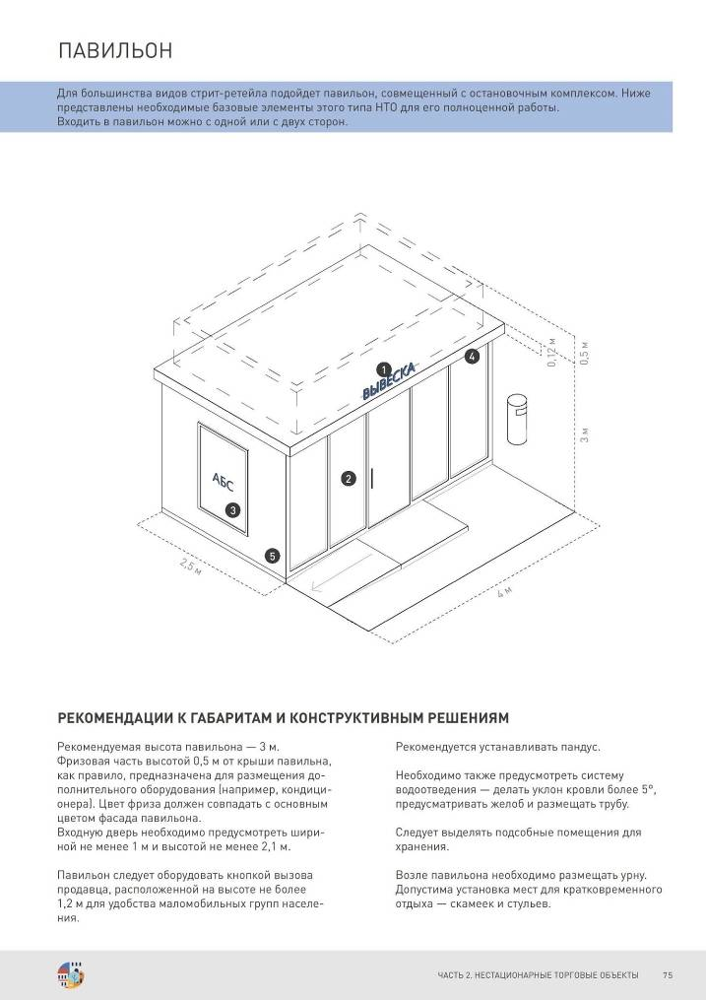 ПАВИЛЬОН
Для большинства видов стрит-ретейла подойдет павильон, совмещенный с остановочным комплексом. Ниже
представлены необходимые базовые элементы этого типа НТО для его полноценной работы.
Входить в павильон можно с одной или с двух сторон.
0,12 м
0,5 м
4
1
ВЫВЕСКА
3 м
2
АБС
3
5
2,5 м
4 м
РЕКОМЕНДАЦИИ К ГАБАРИТАМ И КОНСТРУКТИВНЫМ РЕШЕНИЯМ
Рекомендуемая высота павильона — 3 м.
Фризовая часть высотой 0,5 м от крыши павильна,
как правило, предназначена для размещения до-
полнительного оборудования (например, кондици-
онера). Цвет фриза должен совпадать с основным
цветом фасада павильона.
Входную дверь необходимо предусмотреть шири-
ной не менее 1 м и высотой не менее 2,1 м.
Павильон следует оборудовать кнопкой вызова
продавца, расположенной на высоте не более
1,2 м для удобства маломобильных групп населе-
ния.
Рекомендуется устанавливать пандус.
Необходимо также предусмотреть систему
водоотведения — делать уклон кровли более 5°,
предусматривать желоб и размещать трубу.
Следует выделять подсобные помещения для
хранения.
Возле павильона необходимо размещать урну.
Допустима установка мест для кратковременного
отдыха — скамеек и стульев.
ЧАСТЬ 2. НЕСТАЦИОНАРНЫЕ ТОРГОВЫЕ ОБЪЕКТЫ
75